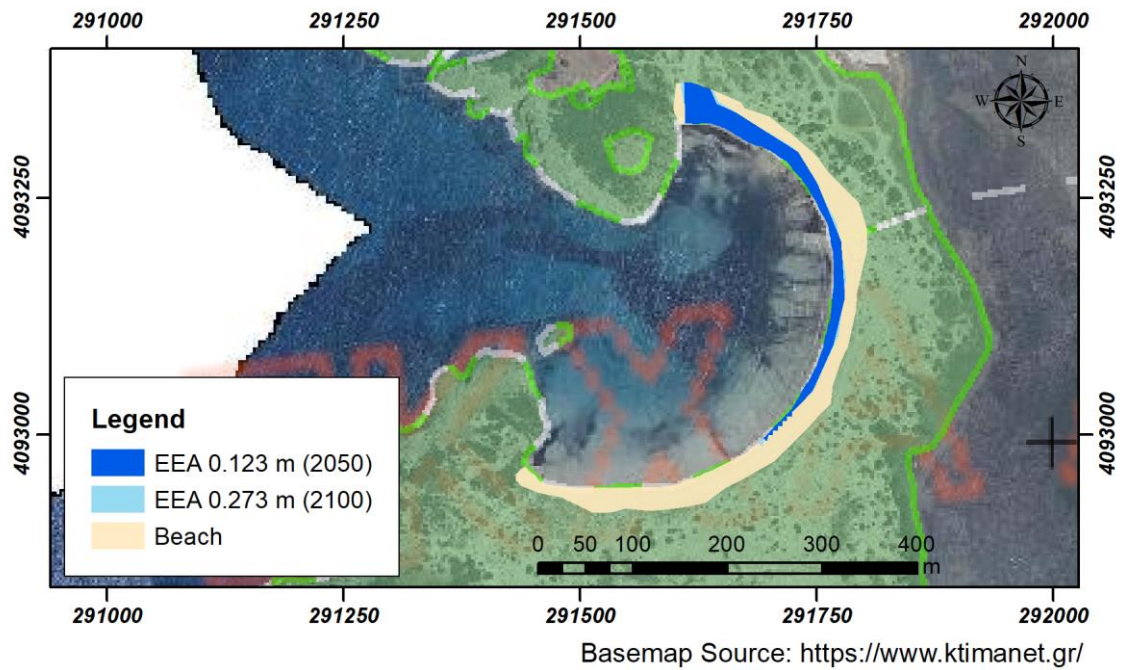 291000 291250 291500 291750 292000
N
W E
S
4093250 4093250
4093000 4093000
Legend
EEA 0.123 m (2050)
EEA 0.273 m (2100)
Beach
0 50 100 200 300 400
m
291000 291250 291500 291750 292000
Basemap Source: https://www.ktimanet.gr/